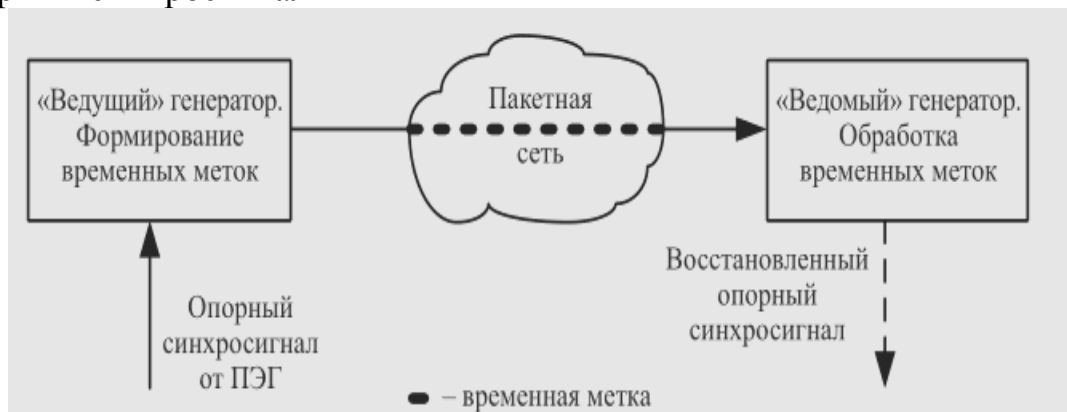 «Ведущий» генератор.
Формирование
временных меток
Пакетная
сеть
«Ведомый» генератор.
Обработка
временных меток
Опорный
синхросигнал
от ПЭГ
Восстановленный
опорный
синхросигнал
– временная метка